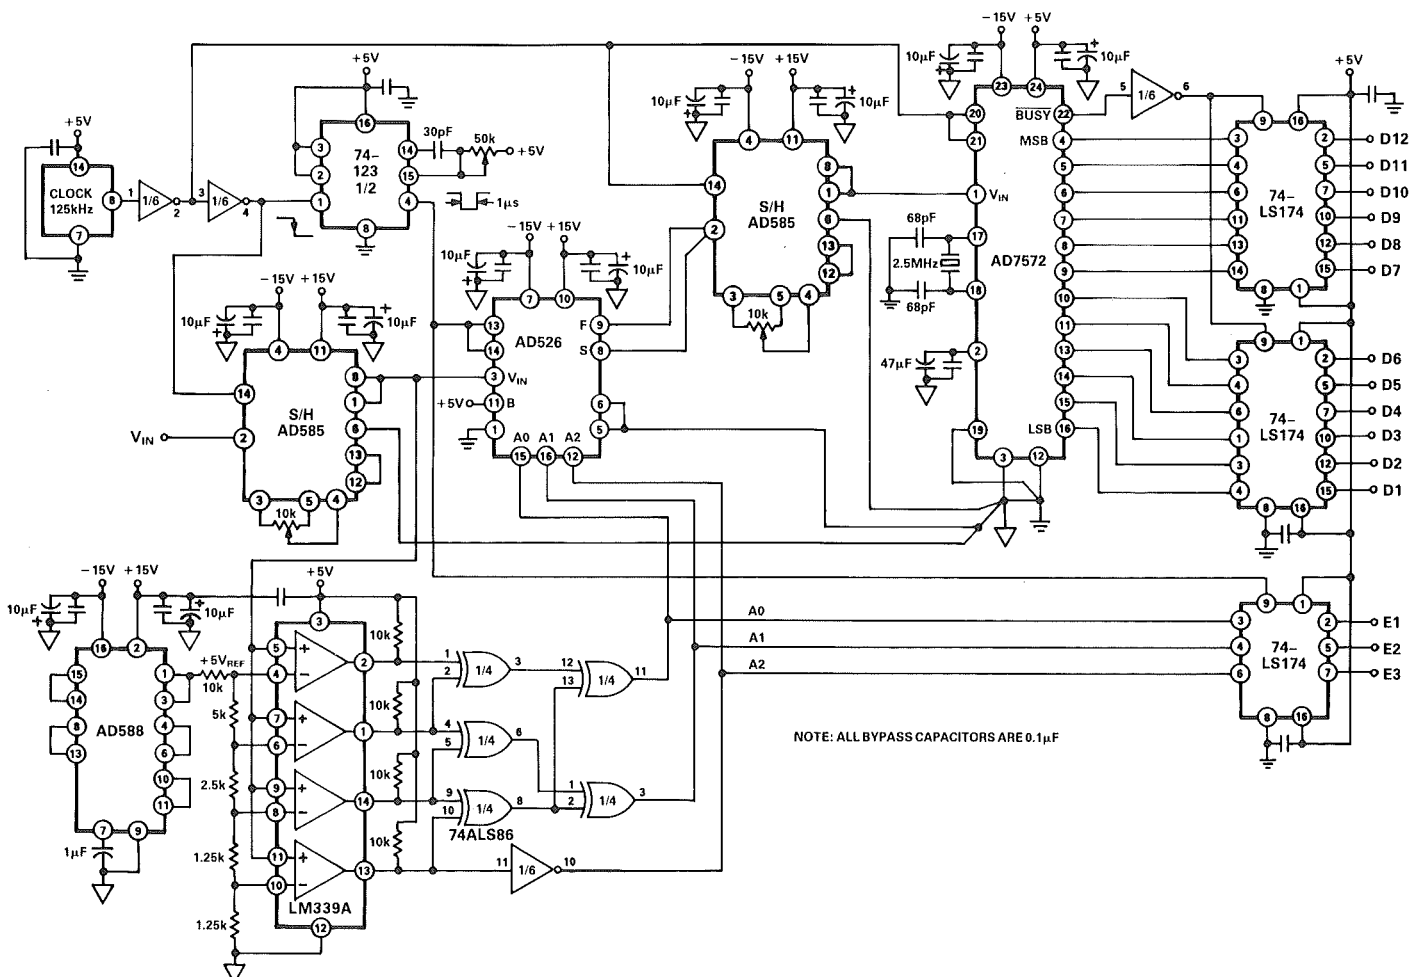 −15V +5V
10µF 10µF
+5V
+5V
−15V +15V
10µF 10µF
5 1/6 6
23 24
20 BUSY 22
21 MSB 4
5
6
7
8
9
10
11
13
14
15
LSB 16
1 VIN
17
18
2
19
3 12
AD7572
68pF
2.5MHz
68pF
47µF
9 16
3 2 D12
4 5 D11
6 7 D10
11 10 D9
13 12 D8
14 15 D7
8 1
74–
LS174
+5V
14
CLOCK
125kHz
8
7
1 1/6 2
3 1/6 4
16
3 14
2 15
1 4
8
74–
123
1/2
30pF
50k
+5V
1µs
4 11
14 8
2 1
6
13
12
3 5 4
S/H
AD585
10k
−15V +15V
10µF 10µF
7 10
13 F 9
14 S 8
3 VIN
+5V 11 B
1
6
5
AD526
A0 A1 A2
15 16 12
−15V +15V
10µF 10µF
4 11
14 8
1
VIN 2 6
13
12
3 5 4
S/H
AD585
10k
9 1
3 2 D6
4 5 D5
6 7 D4
1 10 D3
3 12 D2
4 15 D1
8 16
74–
LS174
−15V +15V
10µF 10µF
+5V
16 2
15 1
14 3
8 4
13 6
10
11
7 9
AD588
1µF
+5VREF
10k
5k
2.5k
1.25k
1.25k
3
5 + 2
4 −
7 + 1
6 −
9 + 14
8 −
11 + 13
10 −
LM339A
12
10k
10k
10k
10k
1 2 1/4 3
4 5 1/4 6
9 10 1/4 8
74ALS86
12 13 1/4 11
1 2 1/4 3
11 1/6 10
A0
A1
A2
9 1
3 2 E1
4 5 E2
6 7 E3
8 16
74–
LS174
NOTE: ALL BYPASS CAPACITORS ARE 0.1µF